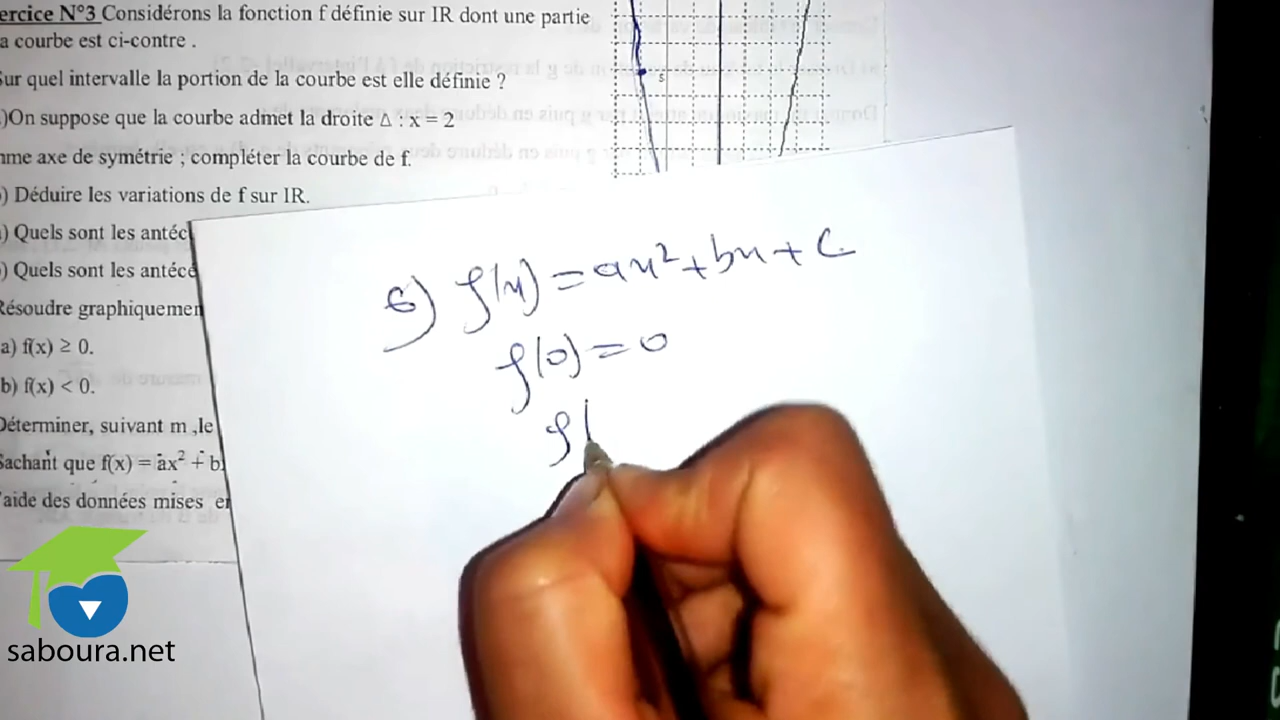 ercice N°3 Considérons la fonction f définie sur IR dont une partie
a courbe est ci-contre .
Sur quel intervalle la portion de la courbe est elle définie ?
)On suppose que la courbe admet la droite Δ : x = 2
mme axe de symétrie ; compléter la courbe de f.
) Déduire les variations de f sur IR.
) Quels sont les antéc
) Quels sont les antécé
Résoudre graphiquemen
a) f(x) ≥ 0.
b) f(x) < 0.
Déterminer, suivant m ,le
Sachant que f(x) = ax² + b
'aide des données mises en
5
6) f(x) = ax² + bx + c
f(0) = 0
f(
saboura.net